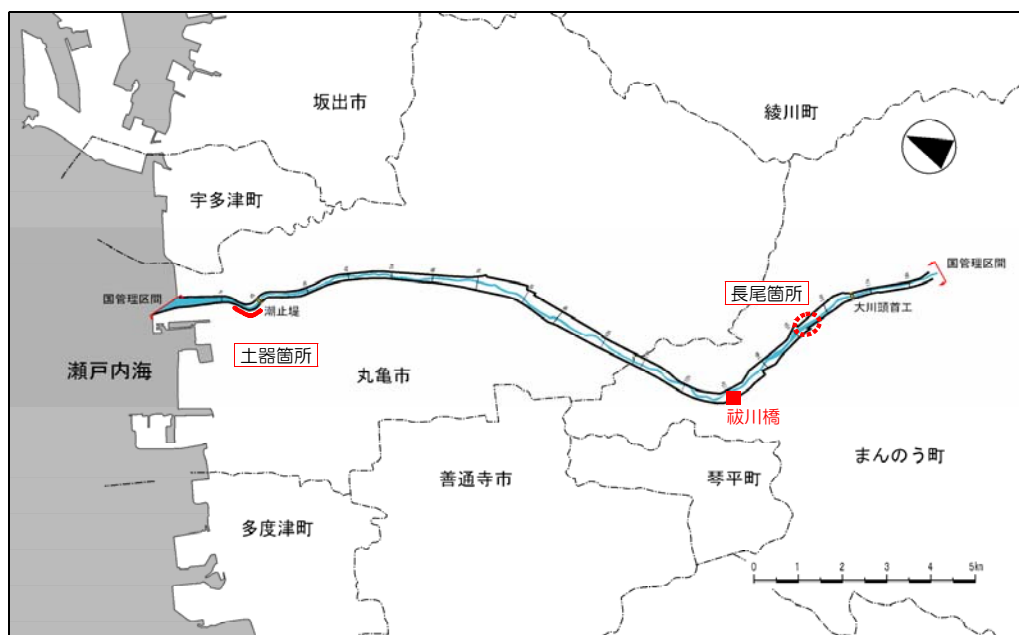 坂出市
綾川町
宇多津町
国管理区間
長尾箇所
国管理区間
潮止堰
大川頭首工
土器箇所
瀬戸内海
丸亀市
祓川橋
まんのう町
善通寺市
琴平町
多度津町
0 1 2 3 4 5km